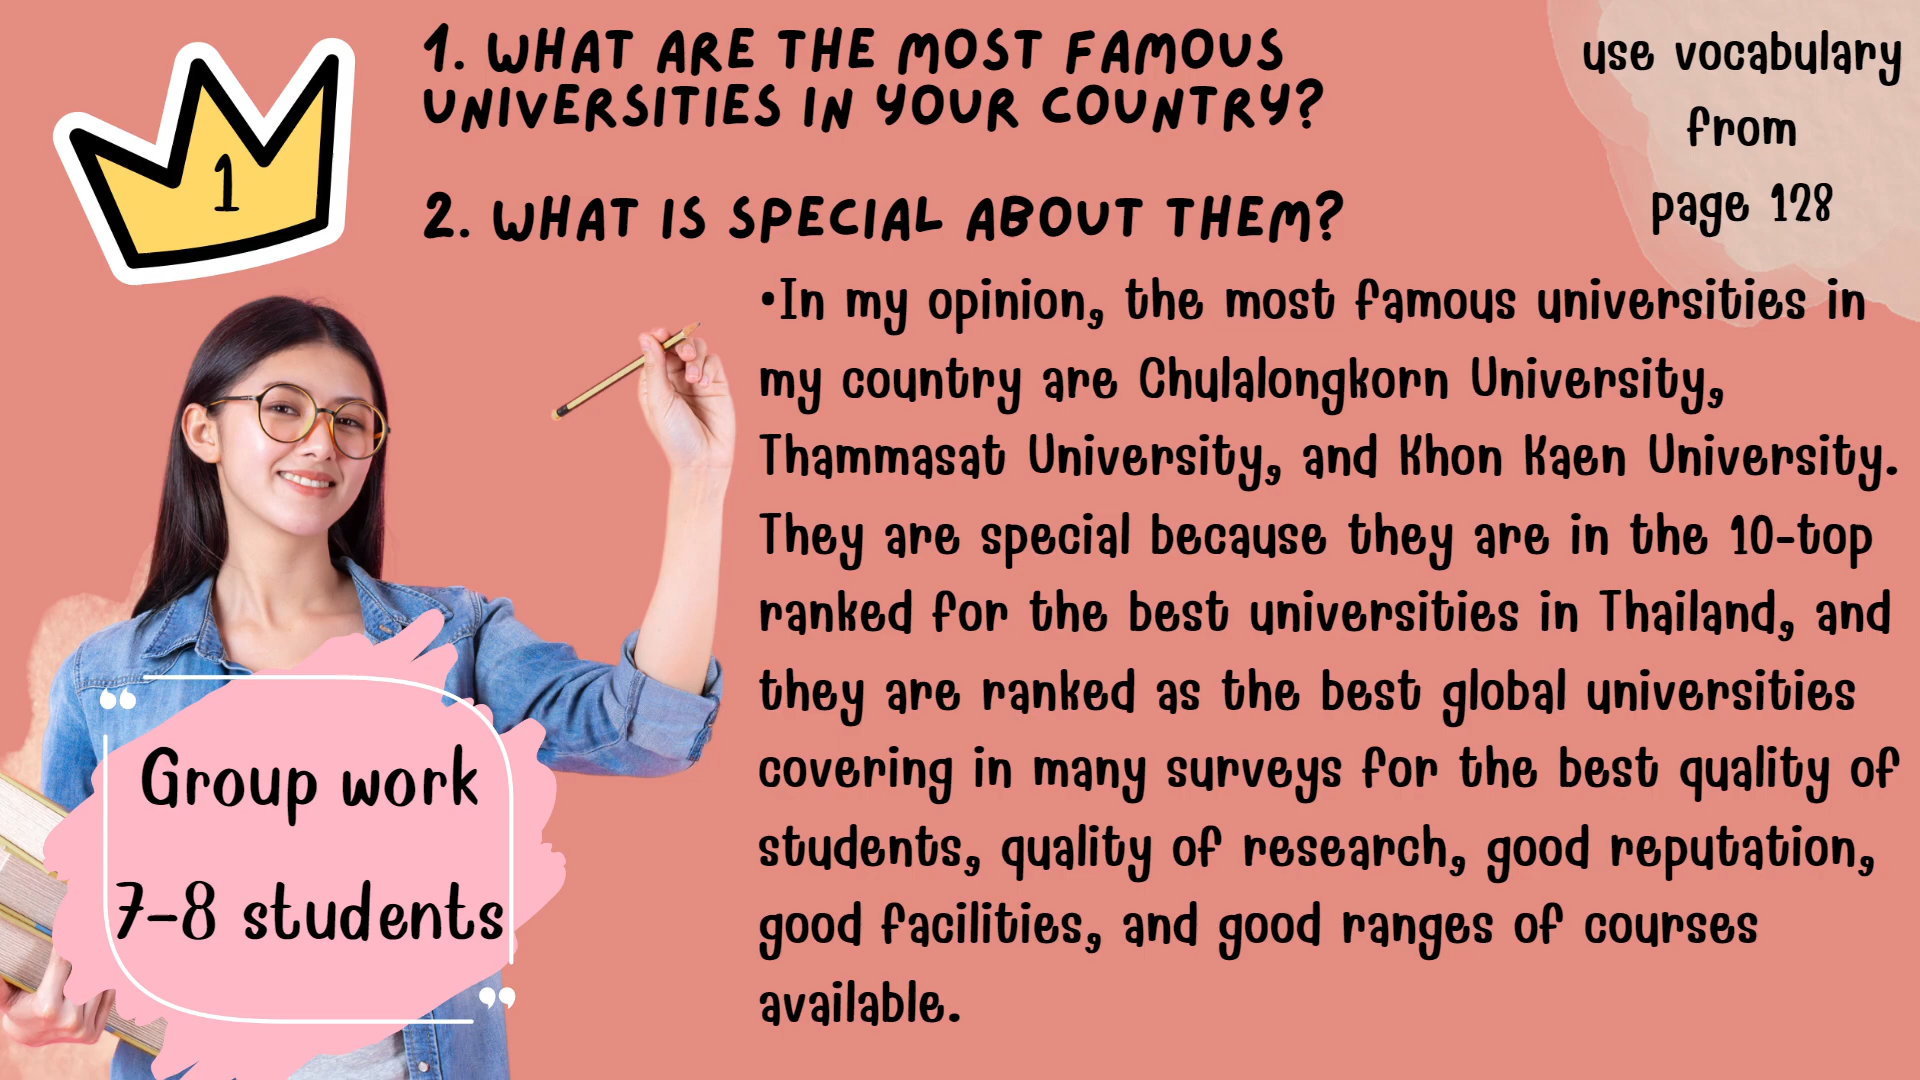 1. WHAT ARE THE MOST FAMOUS
UNIVERSITIES IN YOUR COUNTRY?
2. WHAT IS SPECIAL ABOUT THEM?
1
use vocabulary
from
page 128
•In my opinion, the most famous universities in
my country are Chulalongkorn University,
Thammasat University, and Khon Kaen University.
They are special because they are in the 10-top
ranked for the best universities in Thailand, and
they are ranked as the best global universities
covering in many surveys for the best quality of
students, quality of research, good reputation,
good facilities, and good ranges of courses
available.
“
Group work
7-8 students
”